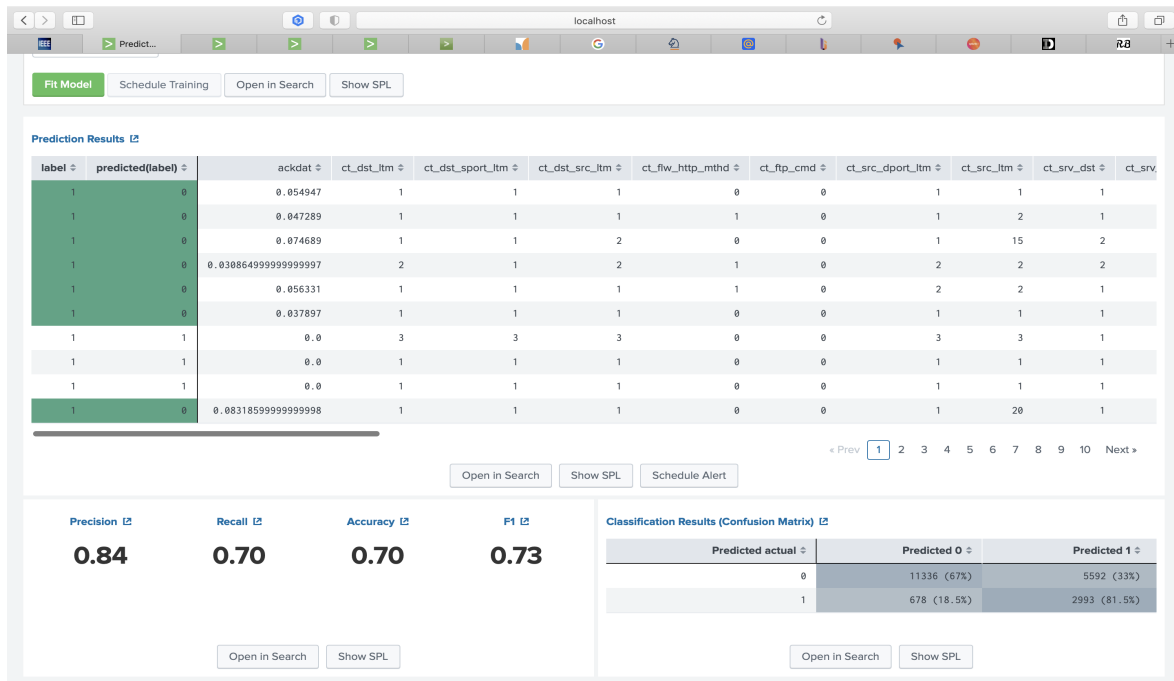 localhost
IEEE Predict... G @ D RB
Fit Model Schedule Training Open in Search Show SPL
Prediction Results
label predicted(label) ackdat ct_dst_ltm ct_dst_sport_ltm ct_dst_src_ltm ct_flw_http_mthd ct_ftp_cmd ct_src_dport_ltm ct_src_ltm ct_srv_dst ct_srv_
1 0 0.054947 1 1 1 0 0 1 1 1
1 0 0.047289 1 1 1 1 0 1 2 1
1 0 0.074689 1 1 2 0 0 1 15 2
1 0 0.030864999999999997 2 1 2 1 0 2 2 2
1 0 0.056331 1 1 1 1 0 2 2 1
1 0 0.037897 1 1 1 0 0 1 1 1
1 1 0.0 3 3 3 0 0 3 3 1
1 1 0.0 1 1 1 0 0 1 1 1
1 1 0.0 1 1 1 0 0 1 1 1
1 0 0.08318599999999998 1 1 1 0 0 1 20 1
« Prev 1 2 3 4 5 6 7 8 9 10 Next »
Open in Search Show SPL Schedule Alert
Precision Recall Accuracy F1
0.84 0.70 0.70 0.73
Open in Search Show SPL
Classification Results (Confusion Matrix)
Predicted actual Predicted 0 Predicted 1
0 11336 (67%) 5592 (33%)
1 678 (18.5%) 2993 (81.5%)
Open in Search Show SPL